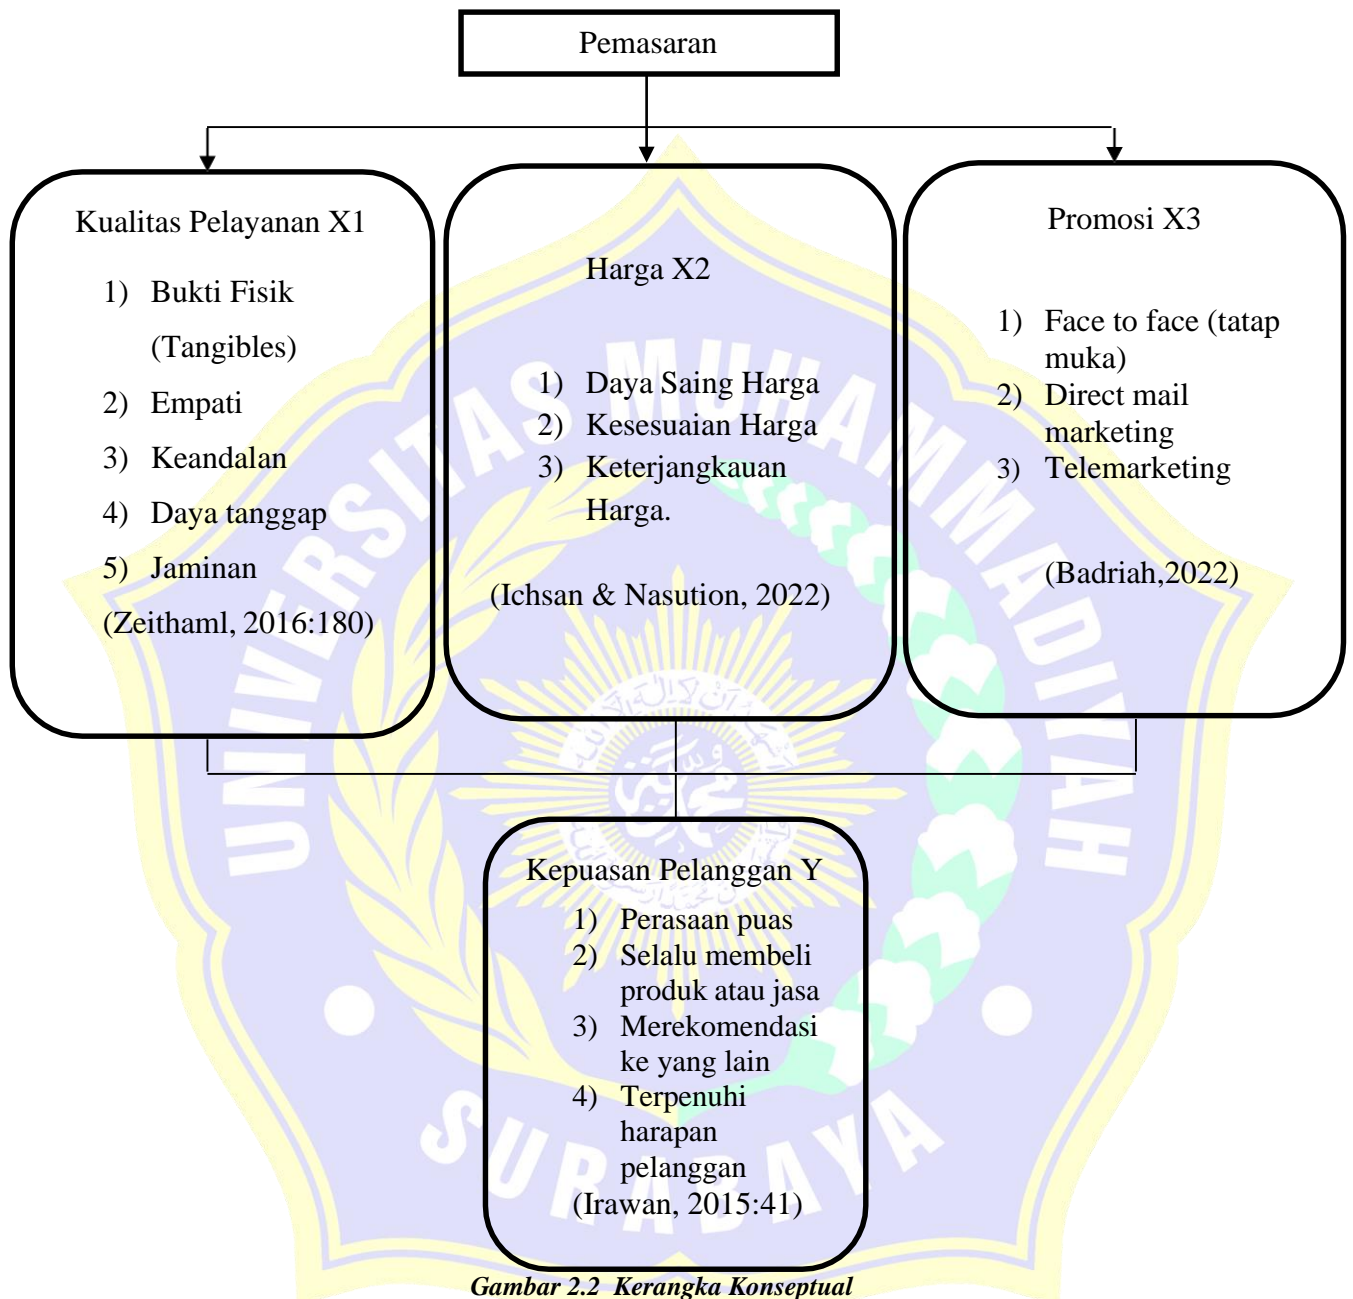 Pemasaran
Kualitas Pelayanan X1
1) Bukti Fisik
(Tangibles)
2) Empati
3) Keandalan
4) Daya tanggap
5) Jaminan
(Zeithaml, 2016:180)
Harga X2
1) Daya Saing Harga
2) Kesesuaian Harga
3) Keterjangkauan
Harga.
(Ichsan & Nasution, 2022)
Promosi X3
1) Face to face (tatap
muka)
2) Direct mail
marketing
3) Telemarketing
(Badriah,2022)
Kepuasan Pelanggan Y
1) Perasaan puas
2) Selalu membeli
produk atau jasa
3) Merekomendasi
ke yang lain
4) Terpenuhi
harapan
pelanggan
(Irawan, 2015:41)
Gambar 2.2 Kerangka Konseptual
UNIVERSITAS MUHAMMADIYAH
SURABAYA